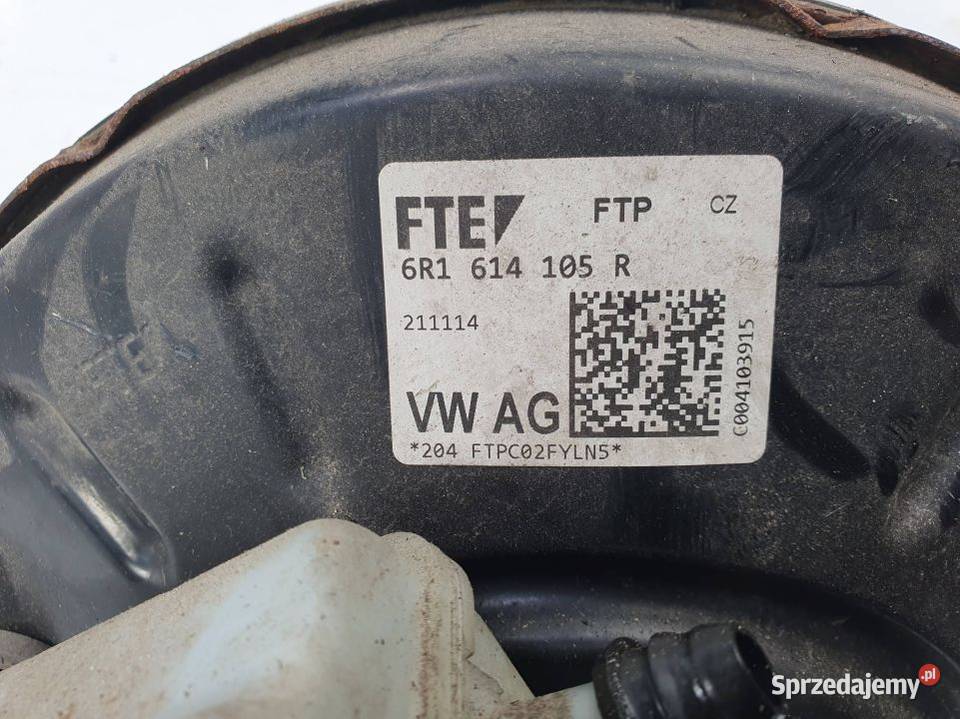 FTE FTP CZ
6R1 614 105 R
211114
C004103915
VW AG
*204 FTPC02FYLN5*
Sprzedajemy.pl